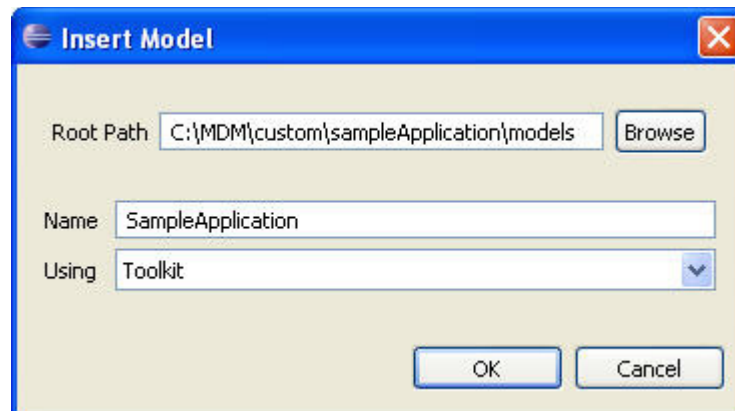 Insert Model
Root Path C:\MDM\custom\sampleApplication\models Browse
Name SampleApplication
Using Toolkit
OK Cancel